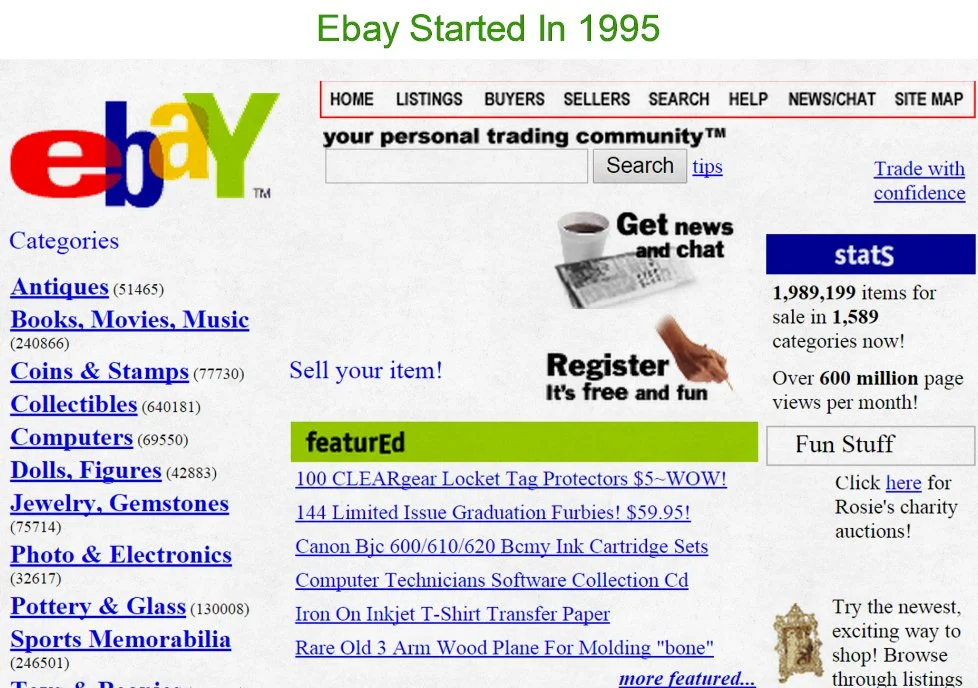 Ebay Started In 1995
ebaY™
HOME LISTINGS BUYERS SELLERS SEARCH HELP NEWS/CHAT SITE MAP
your personal trading community™
Search tips
Trade with
confidence
Categories
Antiques (51465)
Books, Movies, Music
(240866)
Coins & Stamps (77730)
Collectibles (640181)
Computers (69550)
Dolls, Figures (42883)
Jewelry, Gemstones
(75714)
Photo & Electronics
(32617)
Pottery & Glass (130008)
Sports Memorabilia
(246501)
Get news
and chat
Sell your item!
Register
It's free and fun
featurEd
100 CLEARgear Locket Tag Protectors $5~WOW!
144 Limited Issue Graduation Furbies! $59.95!
Canon Bjc 600/610/620 Bcmy Ink Cartridge Sets
Computer Technicians Software Collection Cd
Iron On Inkjet T-Shirt Transfer Paper
Rare Old 3 Arm Wood Plane For Molding "bone"
more featured...
statS
1,989,199 items for
sale in 1,589
categories now!
Over 600 million page
views per month!
Fun Stuff
Click here for
Rosie's charity
auctions!
Try the newest,
exciting way to
shop! Browse
through listings